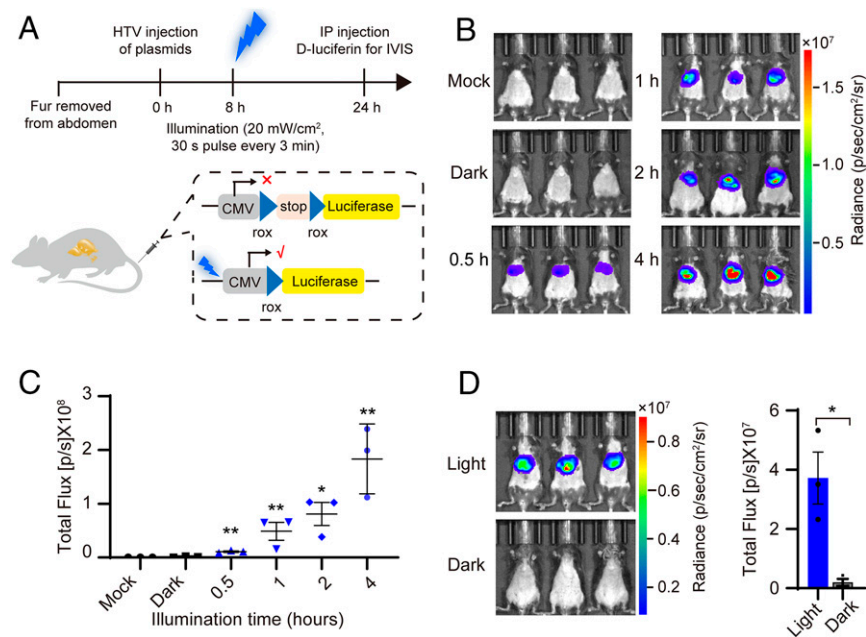 A
HTV injection
of plasmids
IP injection
D-luciferin for IVIS
Fur removed
from abdomen
0 h
8 h
24 h
Illumination (20 mW/cm², 
30 s pulse every 3 min)
CMV
stop
Luciferase
rox
rox
CMV
Luciferase
rox
B
Mock
Dark
0.5 h
1 h
2 h
4 h
×10⁷
1.5
1.0
0.5
Radiance (p/sec/cm²/sr)
C
Total Flux [p/s]X10⁸
3
2
1
0
**
**
*
**
Mock
Dark
0.5
1
2
4
Illumination time (hours)
D
Light
Dark
×10⁷
0.8
0.6
0.4
0.2
Radiance (p/sec/cm²/sr)
Total Flux [p/s]X10⁷
6
4
2
0
*
Light
Dark